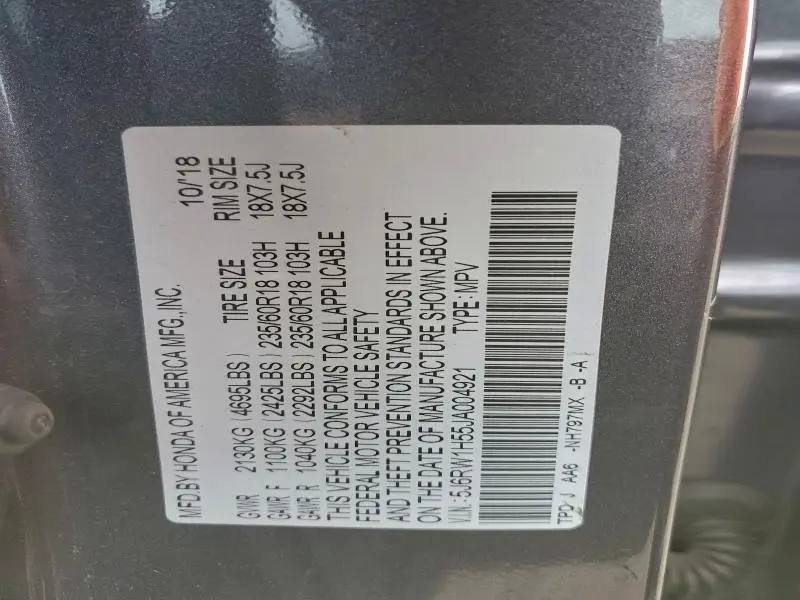 MFD.BY HONDA OF AMERICA MFG.,INC. 10/'18
GVWR 2130KG (4695LBS) TIRE SIZE RIM SIZE
GAWR F 1100KG (2425LBS) 235/60R18 103H 18X7.5J
GAWR R 1040KG (2292LBS) 235/60R18 103H 18X7.5J
THIS VEHICLE CONFORMS TO ALL APPLICABLE
FEDERAL MOTOR VEHICLE SAFETY
AND THEFT PREVENTION STANDARDS IN EFFECT
ON THE DATE OF MANUFACTURE SHOWN ABOVE.
V.I.N.:5J6RW1H55JA004921 TYPE:MPV
TPD J AA6 -NH797MX -B -A